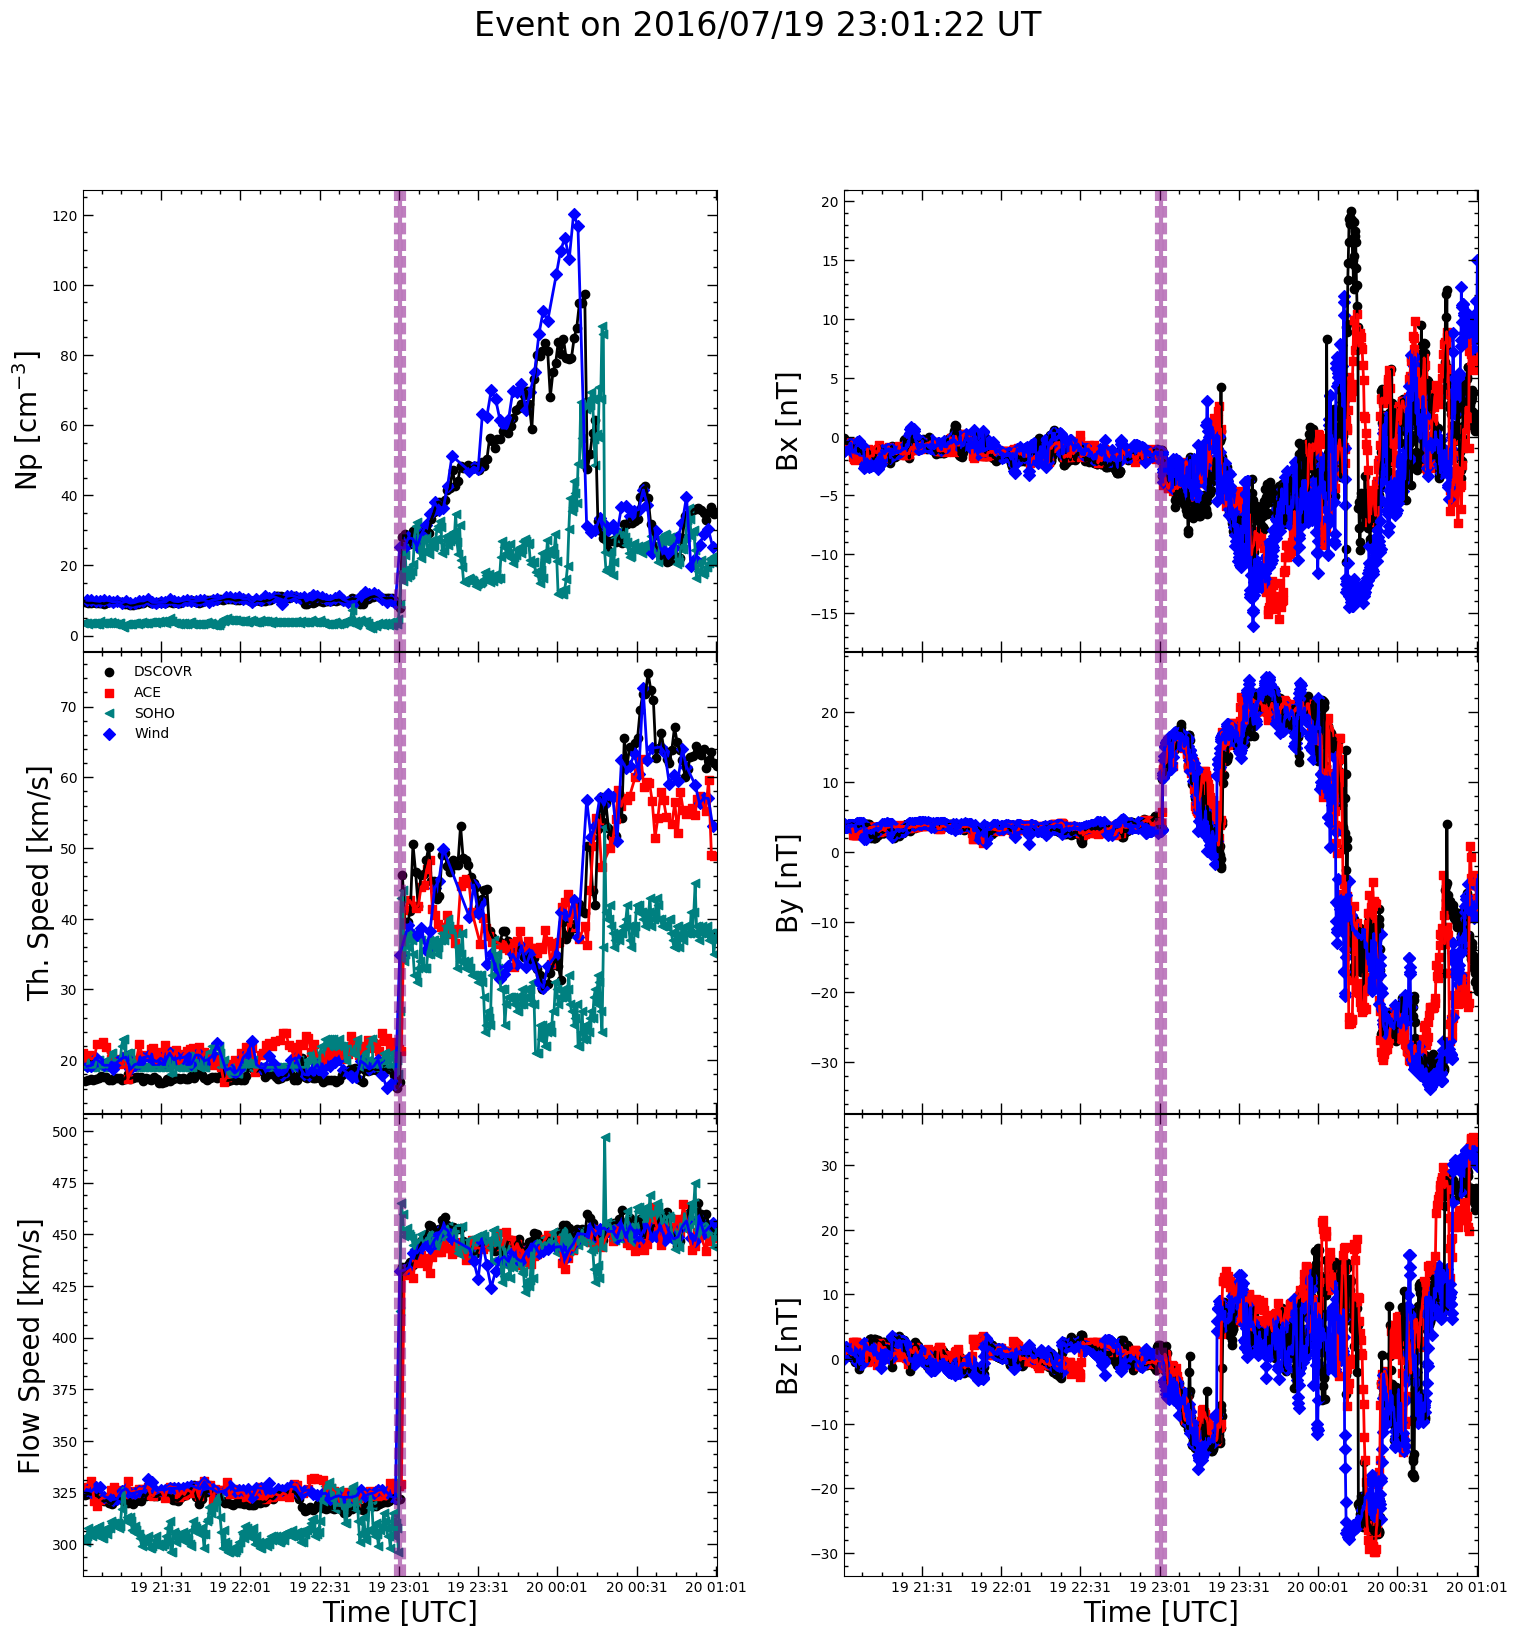 Event on 2016/07/19 23:01:22 UT
Np [cm⁻³]
120
100
80
60
40
20
0
Th. Speed [km/s]
DSCOVR
ACE
SOHO
Wind
70
60
50
40
30
20
Flow Speed [km/s]
500
475
450
425
400
375
350
325
300
19 21:31 19 22:01 19 22:31 19 23:01 19 23:31 20 00:01 20 00:31 20 01:01
Time [UTC]
Bx [nT]
20
15
10
5
0
−5
−10
−15
By [nT]
20
10
0
−10
−20
−30
Bz [nT]
30
20
10
0
−10
−20
−30
19 21:31 19 22:01 19 22:31 19 23:01 19 23:31 20 00:01 20 00:31 20 01:01
Time [UTC]